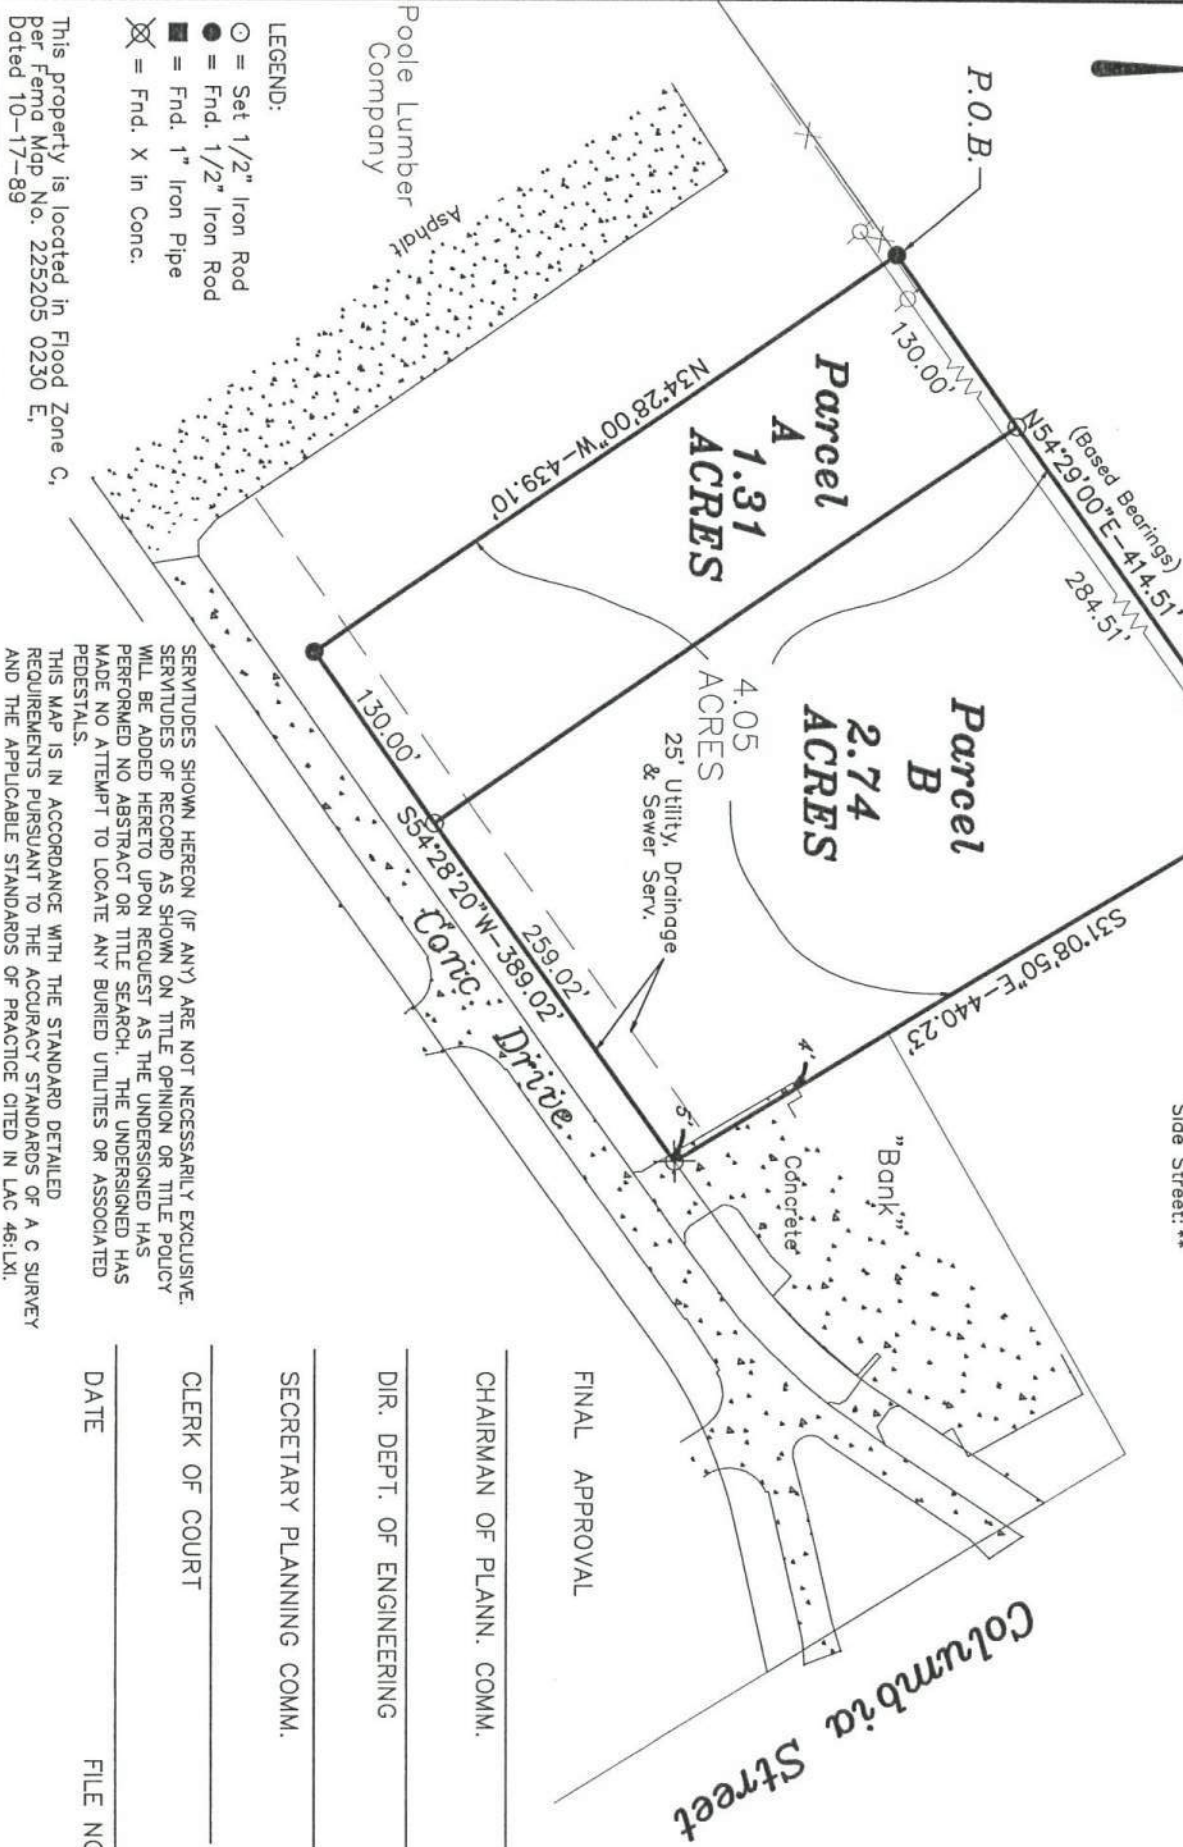 Side Street: **
P.O.B.
(Based Bearings)
N54°29'00"E-414.51'
130.00'
284.51'
Parcel
A
1.31
ACRES
Parcel
B
2.74
ACRES
4.05
ACRES
N34°28'00"W-439.10'
S31°08'50"E-440.23'
25' Utility, Drainage
& Sewer Serv.
130.00'
259.02'
S54°28'20"W-389.02'
Conc. Drive
4'
5'
"Bank"
Concrete
Columbia Street
Poole Lumber
Company
Asphalt
LEGEND:
= Set 1/2" Iron Rod
= Fnd. 1/2" Iron Rod
= Fnd. 1" Iron Pipe
= Fnd. X in Conc.
This property is located in Flood Zone C,
per Fema Map No. 225205 0230 E,
Dated 10-17-89
SERVITUDES SHOWN HEREON (IF ANY) ARE NOT NECESSARILY EXCLUSIVE.
SERVITUDES OF RECORD AS SHOWN ON TITLE OPINION OR TITLE POLICY
WILL BE ADDED HERETO UPON REQUEST AS THE UNDERSIGNED HAS
PERFORMED NO ABSTRACT OR TITLE SEARCH. THE UNDERSIGNED HAS
MADE NO ATTEMPT TO LOCATE ANY BURIED UTILITIES OR ASSOCIATED
PEDESTALS.
THIS MAP IS IN ACCORDANCE WITH THE STANDARD DETAILED
REQUIREMENTS PURSUANT TO THE ACCURACY STANDARDS OF A C SURVEY
AND THE APPLICABLE STANDARDS OF PRACTICE CITED IN LAC 46:LXI.
FINAL APPROVAL
CHAIRMAN OF PLANN. COMM.
DIR. DEPT. OF ENGINEERING
SECRETARY PLANNING COMM.
CLERK OF COURT
DATE FILE NO